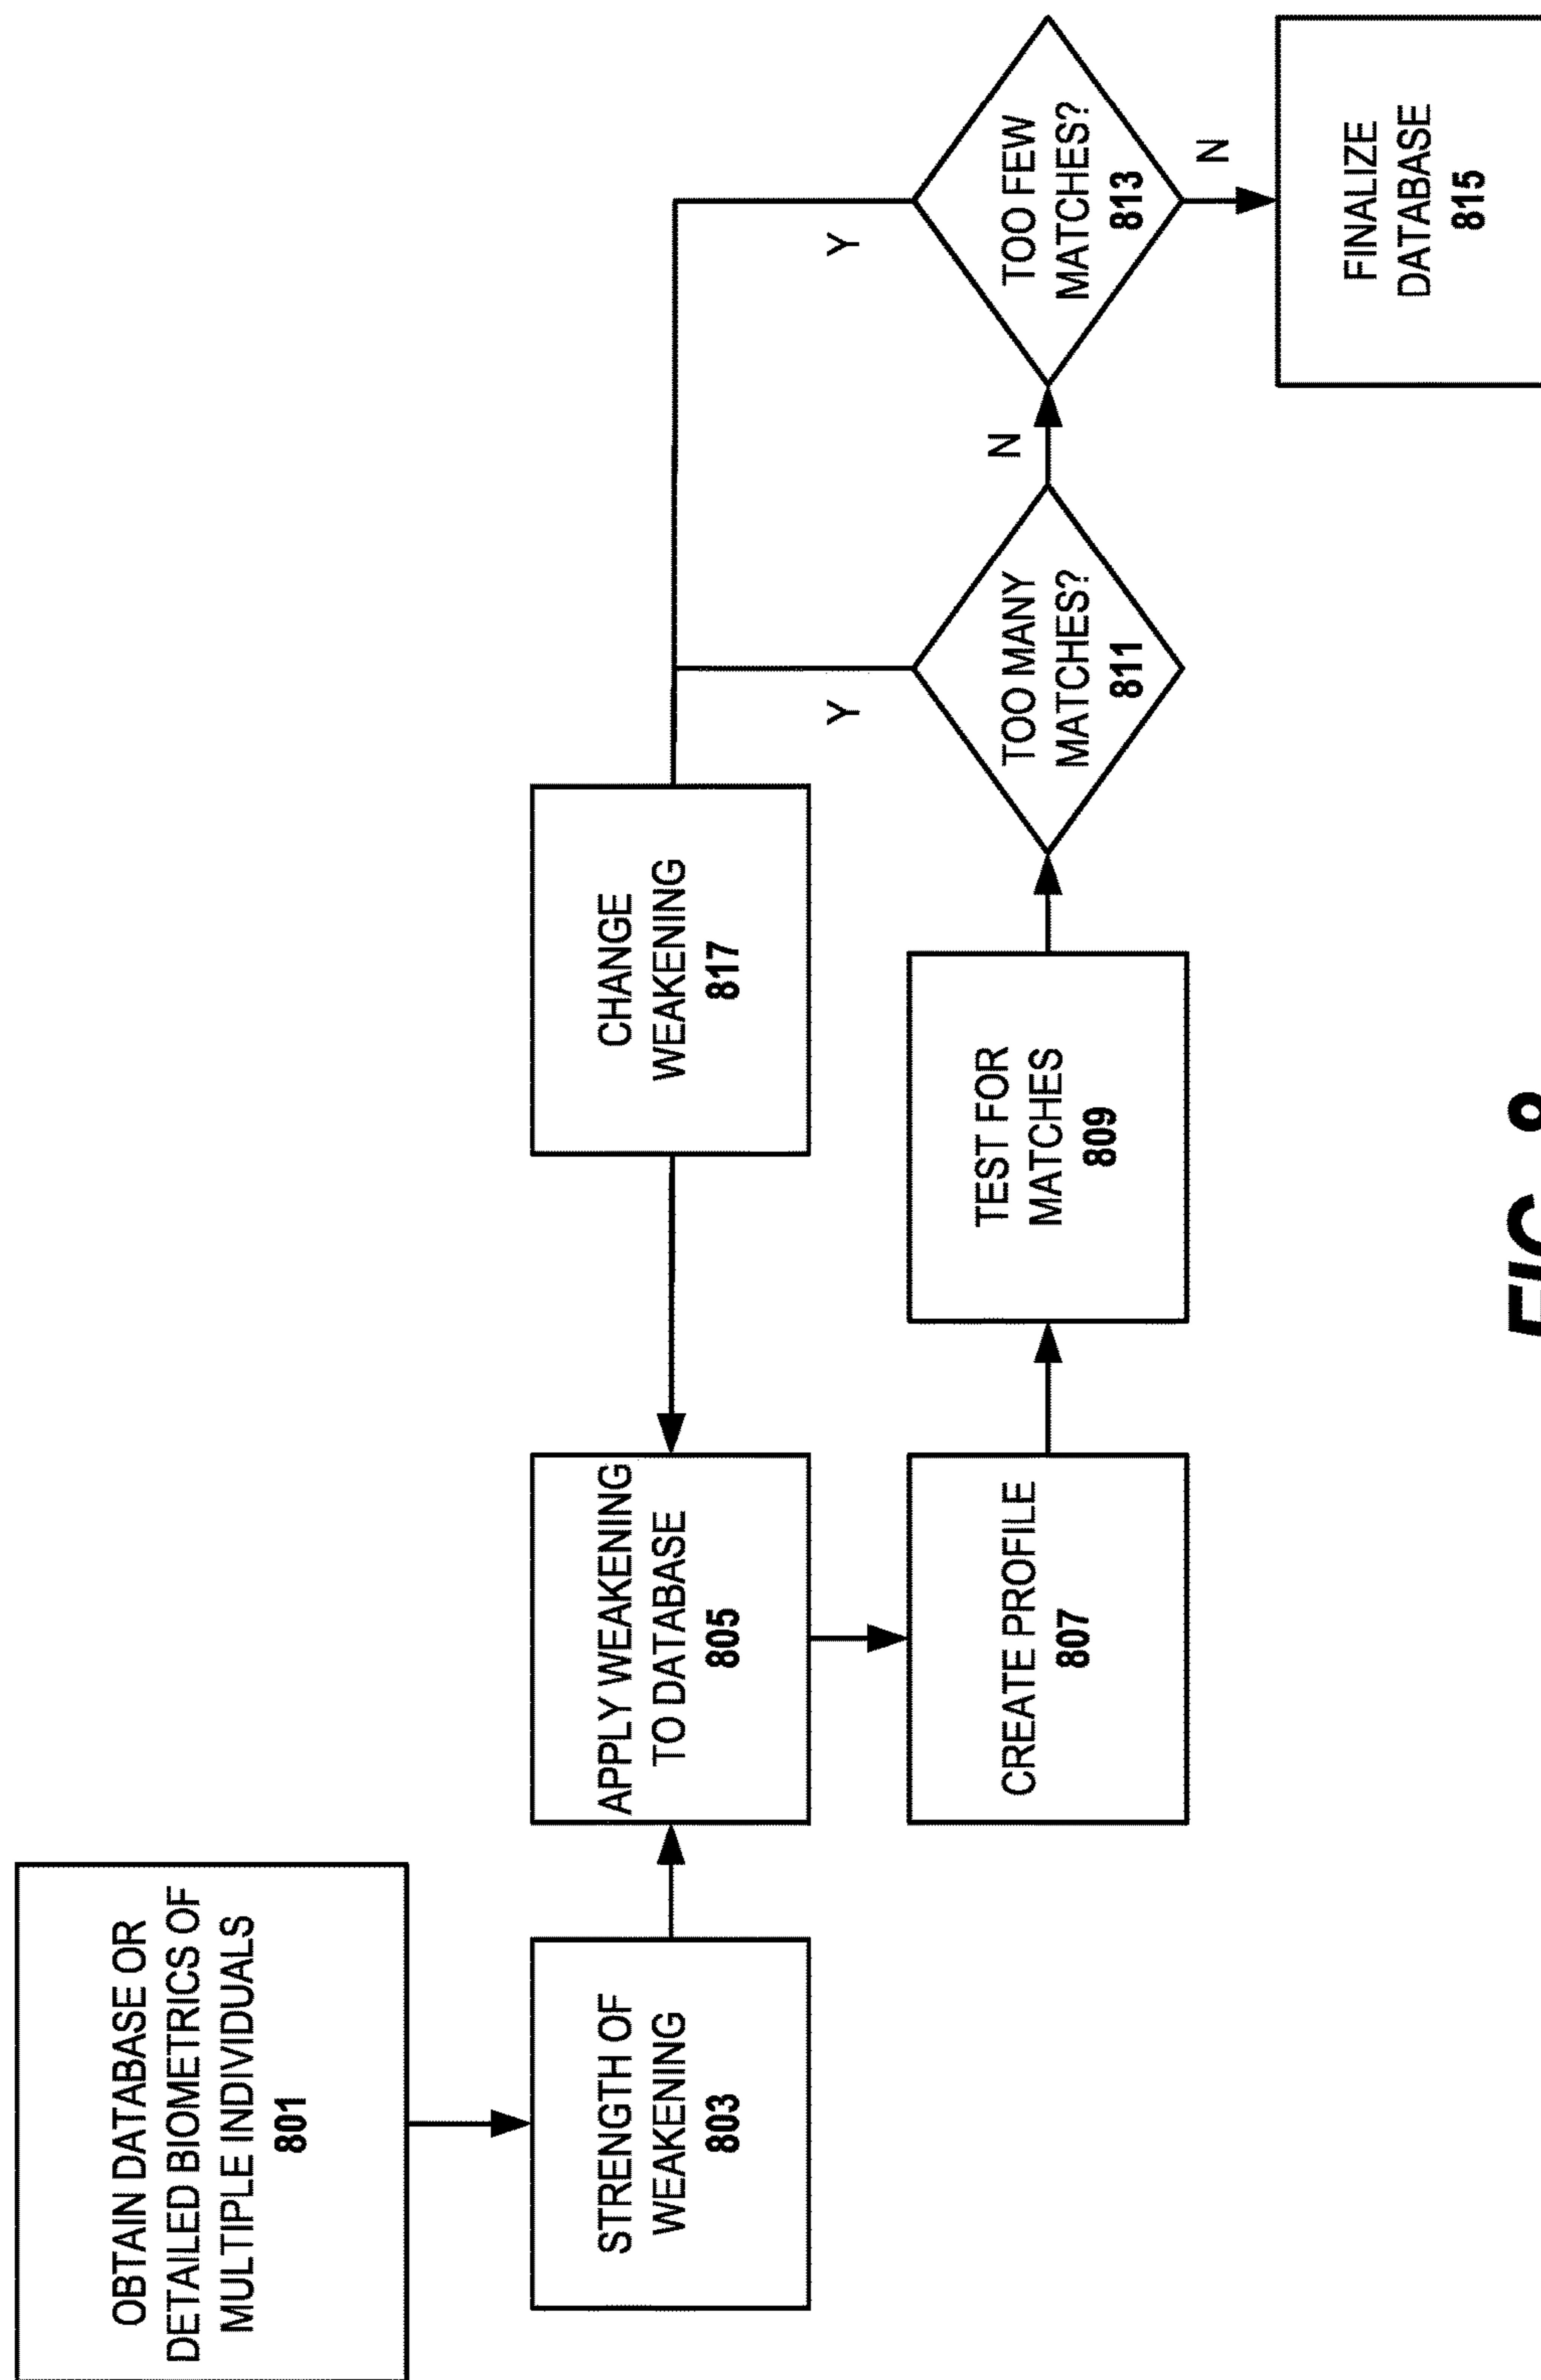 OBTAIN DATABASE OR
DETAILED BIOMETRICS OF
MULTIPLE INDIVIDUALS
801
STRENGTH OF
WEAKENING
803
APPLY WEAKENING
TO DATABASE
805
CREATE PROFILE
807
CHANGE
WEAKENING
817
TEST FOR
MATCHES
809
TOO MANY
MATCHES?
811
Y
N
TOO FEW
MATCHES?
813
Y
N
FINALIZE
DATABASE
815
FIG. 8